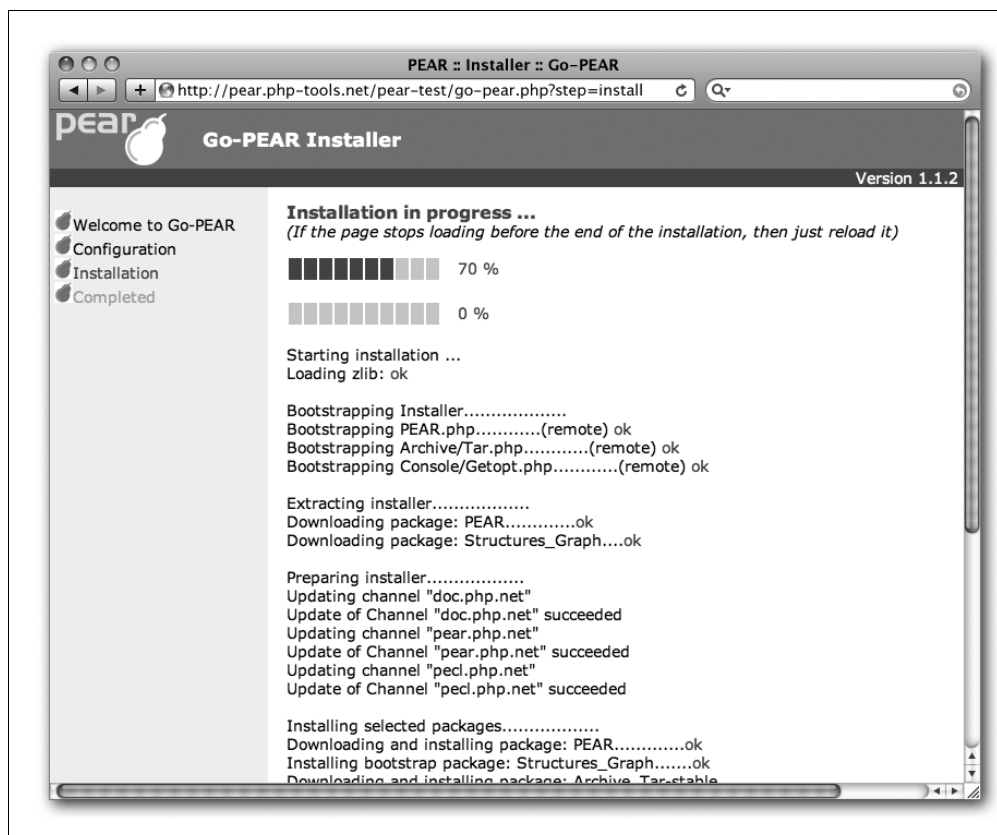 PEAR :: Installer :: Go-PEAR
http://pear.php-tools.net/pear-test/go-pear.php?step=install
pear
Go-PEAR Installer
Version 1.1.2
Welcome to Go-PEAR
Configuration
Installation
Completed
Installation in progress ...
(If the page stops loading before the end of the installation, then just reload it)
70 %
0 %
Starting installation ...
Loading zlib: ok
Bootstrapping Installer...................
Bootstrapping PEAR.php............(remote) ok
Bootstrapping Archive/Tar.php............(remote) ok
Bootstrapping Console/Getopt.php............(remote) ok
Extracting installer..................
Downloading package: PEAR.............ok
Downloading package: Structures_Graph....ok
Preparing installer..................
Updating channel "doc.php.net"
Update of Channel "doc.php.net" succeeded
Updating channel "pear.php.net"
Update of Channel "pear.php.net" succeeded
Updating channel "pecl.php.net"
Update of Channel "pecl.php.net" succeeded
Installing selected packages..................
Downloading and installing package: PEAR.............ok
Installing bootstrap package: Structures_Graph.......ok
Downloading and installing package: Archive_Tar-stable